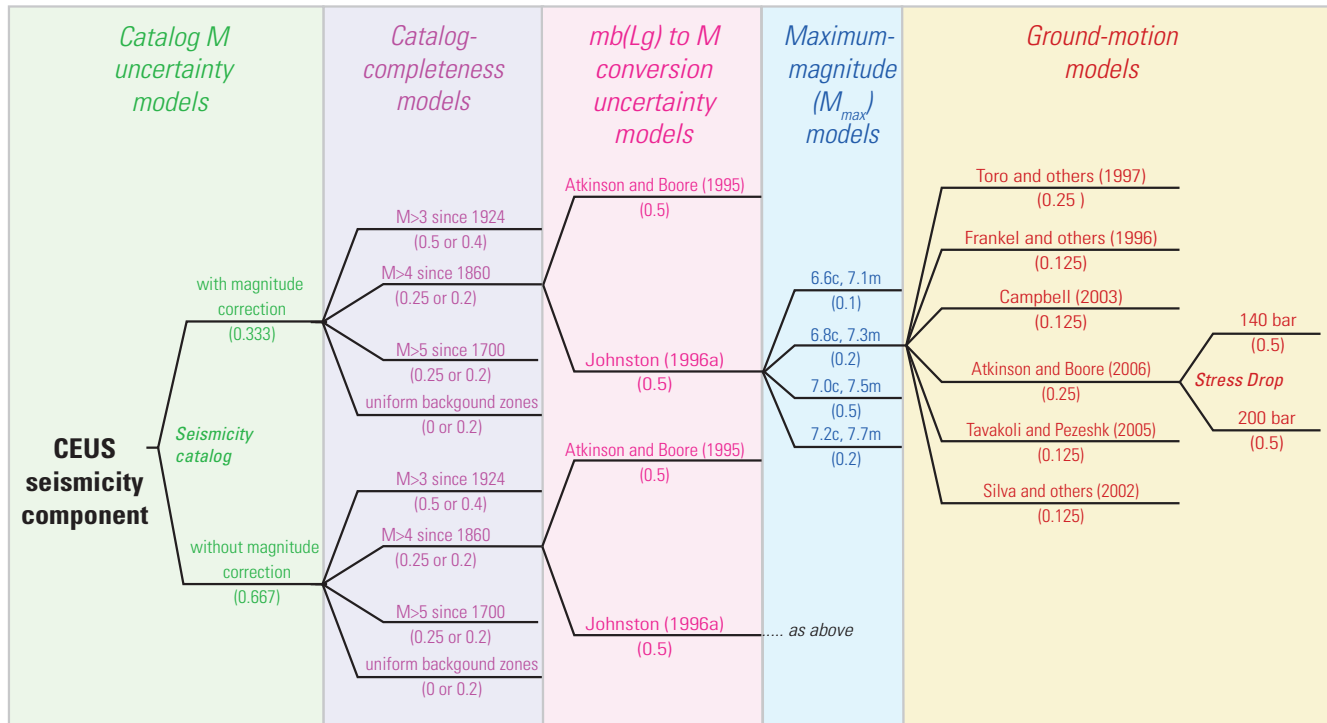 Catalog M
uncertainty
models
Catalog-
completeness
models
mb(Lg) to M
conversion
uncertainty
models
Maximum-
magnitude
(Mmax)
models
Ground-motion
models
CEUS
seismicity
component
Seismicity
catalog
with magnitude
correction
(0.333)
without magnitude
correction
(0.667)
M>3 since 1924
(0.5 or 0.4)
M>4 since 1860
(0.25 or 0.2)
M>5 since 1700
(0.25 or 0.2)
uniform backgound zones
(0 or 0.2)
M>3 since 1924
(0.5 or 0.4)
M>4 since 1860
(0.25 or 0.2)
M>5 since 1700
(0.25 or 0.2)
uniform backgound zones
(0 or 0.2)
Atkinson and Boore (1995)
(0.5)
Johnston (1996a)
(0.5)
Atkinson and Boore (1995)
(0.5)
Johnston (1996a)
(0.5)
..... as above
6.6c, 7.1m
(0.1)
6.8c, 7.3m
(0.2)
7.0c, 7.5m
(0.5)
7.2c, 7.7m
(0.2)
Toro and others (1997)
(0.25 )
Frankel and others (1996)
(0.125)
Campbell (2003)
(0.125)
Atkinson and Boore (2006)
(0.25)
Tavakoli and Pezeshk (2005)
(0.125)
Silva and others (2002)
(0.125)
140 bar
(0.5)
Stress Drop
200 bar
(0.5)